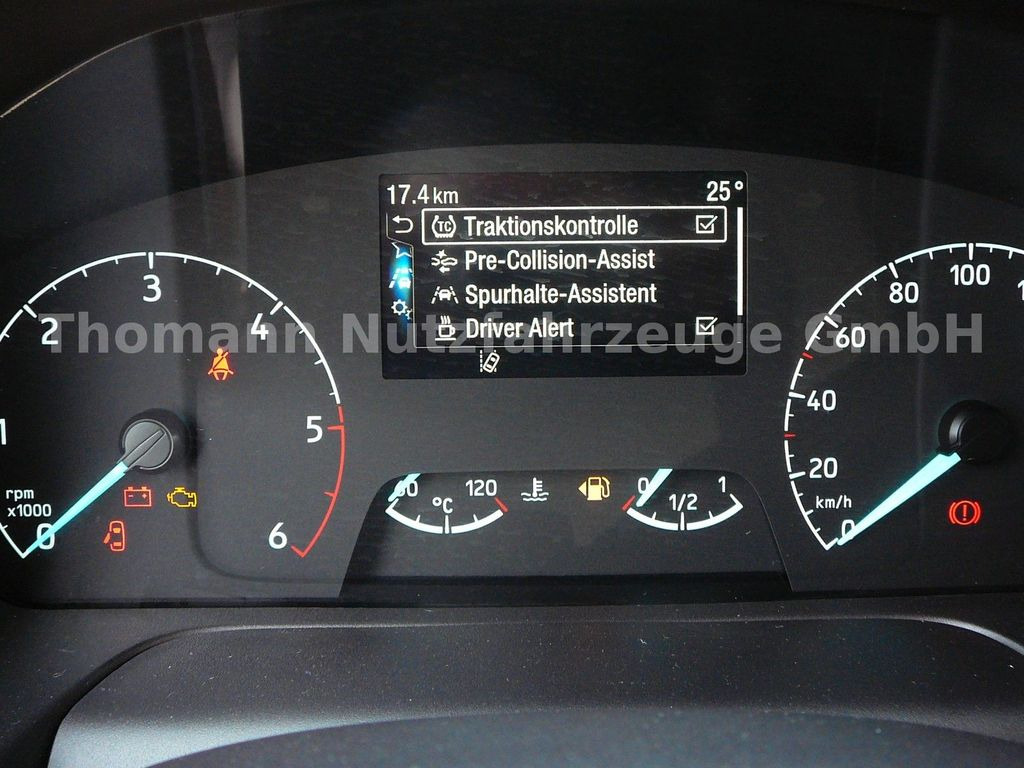 17.4 km 25°
TC Traktionskontrolle
Pre-Collision-Assist
Spurhalte-Assistent
Driver Alert
Thomann Nutzfahrzeuge GmbH
0 1 2 3 4 5 6
rpm
x1000
°C 120
0 1/2 1
0 20 40 60 80 100
km/h